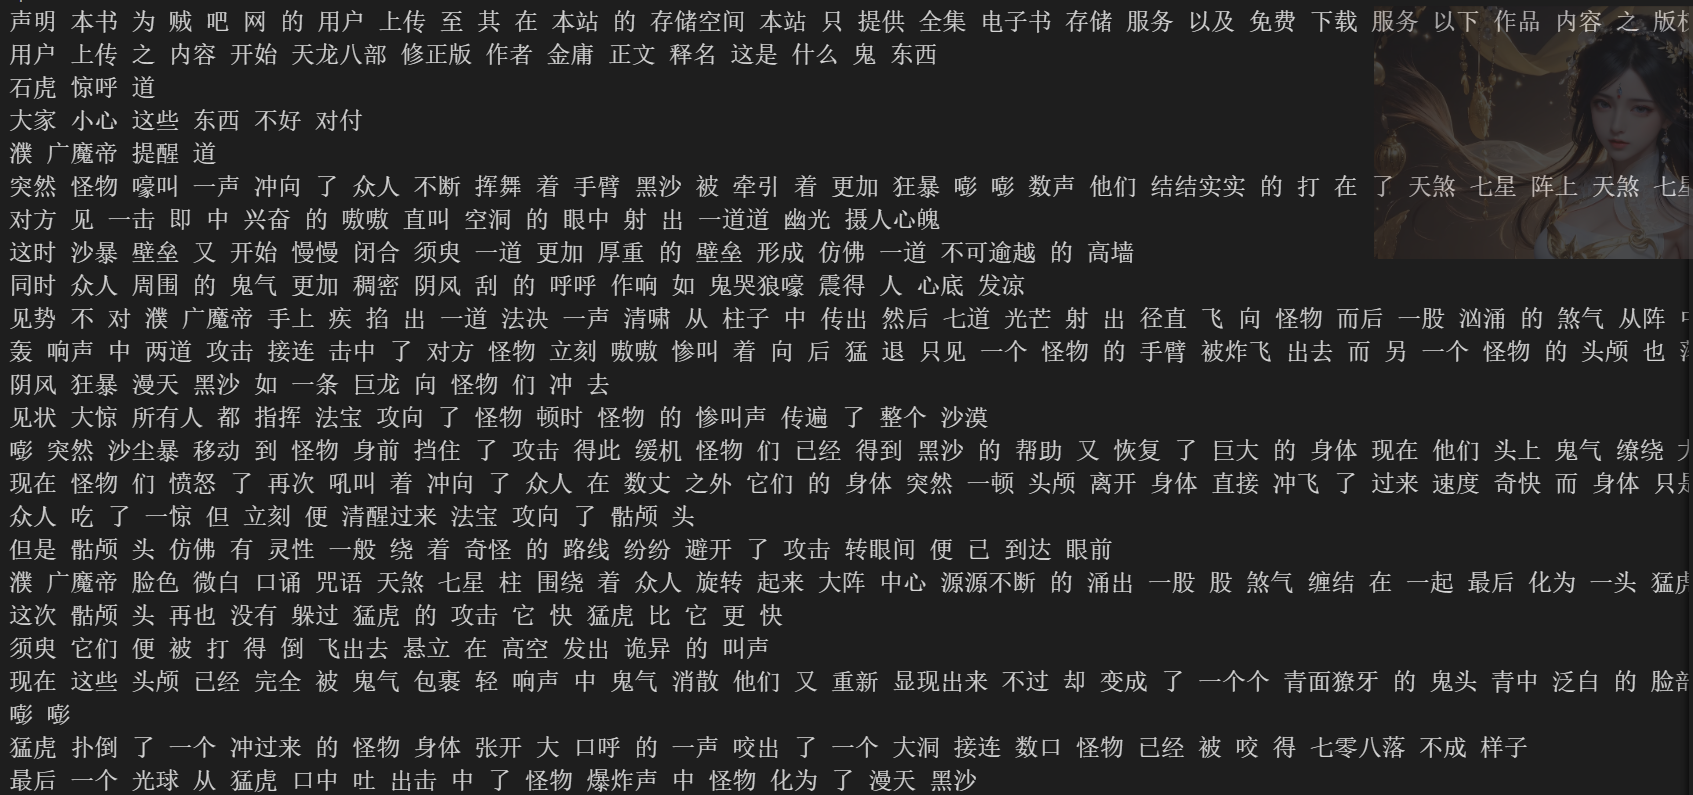 声明 本书 为 贼 吧 网 的 用户 上传 至 其 在 本站 的 存储空间 本站 只 提供 全集 电子书 存储 服务 以及 免费 下载 服务 以下 作品 内容 之 版权
用户 上传 之 内容 开始 天龙八部 修正版 作者 金庸 正文 释名 这是 什么 鬼 东西
石虎 惊呼 道
大家 小心 这些 东西 不好 对付
濮 广魔帝 提醒 道
突然 怪物 嚎叫 一声 冲向 了 众人 不断 挥舞 着 手臂 黑沙 被 牵引 着 更加 狂暴 嘭 嘭 数声 他们 结结实实 的 打 在 了 天煞 七星 阵上 天煞 七星
对方 见 一击 即 中 兴奋 的 嗷嗷 直叫 空洞 的 眼中 射 出 一道道 幽光 摄人心魄
这时 沙暴 壁垒 又 开始 慢慢 闭合 须臾 一道 更加 厚重 的 壁垒 形成 仿佛 一道 不可逾越 的 高墙
同时 众人 周围 的 鬼气 更加 稠密 阴风 刮 的 呼呼 作响 如 鬼哭狼嚎 震得 人 心底 发凉
见势 不 对 濮 广魔帝 手上 疾 掐 出 一道 法决 一声 清啸 从 柱子 中 传出 然后 七道 光芒 射 出 径直 飞 向 怪物 而后 一股 汹涌 的 煞气 从阵 中
轰 响声 中 两道 攻击 接连 击中 了 对方 怪物 立刻 嗷嗷 惨叫 着 向 后 猛 退 只见 一个 怪物 的 手臂 被炸飞 出去 而 另 一个 怪物 的 头颅 也
阴风 狂暴 漫天 黑沙 如 一条 巨龙 向 怪物 们 冲 去
见状 大惊 所有人 都 指挥 法宝 攻向 了 怪物 顿时 怪物 的 惨叫声 传遍 了 整个 沙漠
嘭 突然 沙尘暴 移动 到 怪物 身前 挡住 了 攻击 得此 缓机 怪物 们 已经 得到 黑沙 的 帮助 又 恢复 了 巨大 的 身体 现在 他们 头上 鬼气 缭绕
现在 怪物 们 愤怒 了 再次 吼叫 着 冲向 了 众人 在 数丈 之外 它们 的 身体 突然 一顿 头颅 离开 身体 直接 冲飞 了 过来 速度 奇快 而 身体 只是
众人 吃 了 一惊 但 立刻 便 清醒过来 法宝 攻向 了 骷颅 头
但是 骷颅 头 仿佛 有 灵性 一般 绕 着 奇怪 的 路线 纷纷 避开 了 攻击 转眼间 便 已 到达 眼前
濮 广魔帝 脸色 微白 口诵 咒语 天煞 七星 柱 围绕 着 众人 旋转 起来 大阵 中心 源源不断 的 涌出 一股 股 煞气 缠结 在 一起 最后 化为 一头 猛虎
这次 骷颅 头 再也 没有 躲过 猛虎 的 攻击 它 快 猛虎 比 它 更 快
须臾 它们 便 被 打 得 倒 飞出去 悬立 在 高空 发出 诡异 的 叫声
现在 这些 头颅 已经 完全 被 鬼气 包裹 轻 响声 中 鬼气 消散 他们 又 重新 显现出来 不过 却 变成 了 一个个 青面獠牙 的 鬼头 青中 泛白 的 脸部
嘭 嘭
猛虎 扑倒 了 一个 冲过来 的 怪物 身体 张开 大 口呼 的 一声 咬出 了 一个 大洞 接连 数口 怪物 已经 被 咬 得 七零八落 不成 样子
最后 一个 光球 从 猛虎 口中 吐 出击 中 了 怪物 爆炸声 中 怪物 化为 了 漫天 黑沙